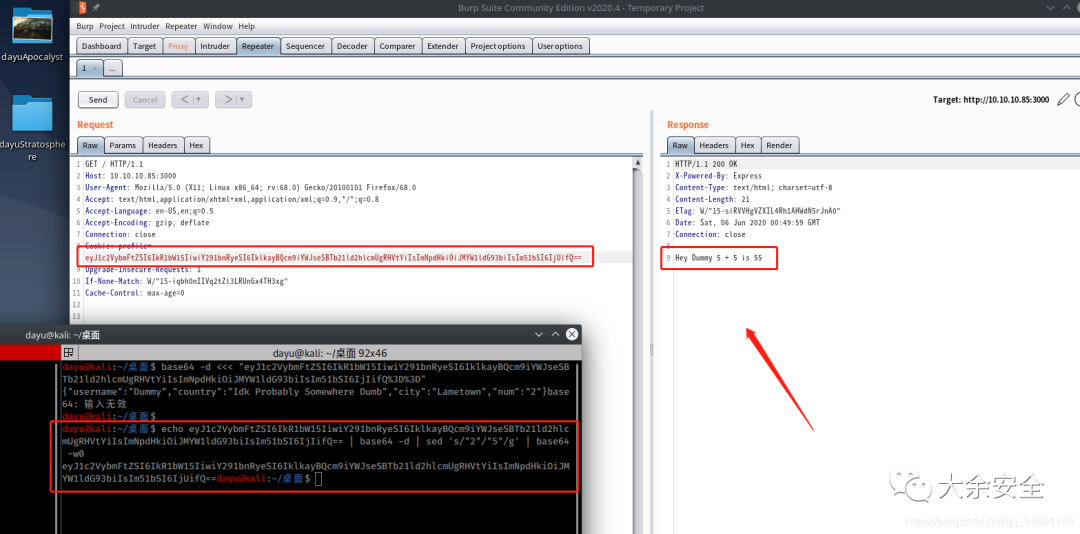 Burp Suite Community Edition v2020.4 - Temporary Project
Burp Project Intruder Repeater Window Help
Dashboard Target Proxy Intruder Repeater Sequencer Decoder Comparer Extender Project options User options
1 × ...
Send Cancel < | ▼ > | ▼
Target: http://10.10.10.85:3000
dayuApocalyst
dayuStratosphe
re
Request
Raw Params Headers Hex
1 GET / HTTP/1.1
2 Host: 10.10.10.85:3000
3 User-Agent: Mozilla/5.0 (X11; Linux x86_64; rv:68.0) Gecko/20100101 Firefox/68.0
4 Accept: text/html,application/xhtml+xml,application/xml;q=0.9,*/*;q=0.8
5 Accept-Language: en-US,en;q=0.5
6 Accept-Encoding: gzip, deflate
7 Connection: close
8 Cookie: profile=
eyJ1c2VybmFtZSI6IkR1bW15IiwiY291bnRyeSI6IklkayBQcm9iYWJseSBTb21ld2hlcmUgRHVtYiIsImNpdHkiOiJMYW1ldG93biIsIm51bSI6IjUifQ==
9 Upgrade-Insecure-Requests: 1
10 If-None-Match: W/"15-iqbh0nIIVq2tZl3LRUnGx4TH3xg"
11 Cache-Control: max-age=0
12
13
Response
Raw Headers Hex Render
1 HTTP/1.1 200 OK
2 X-Powered-By: Express
3 Content-Type: text/html; charset=utf-8
4 Content-Length: 21
5 ETag: W/"15-siRVVHgVZXIL4Rh1AHWdN5rJnA0"
6 Date: Sat, 06 Jun 2020 00:49:59 GMT
7 Connection: close
8
9 Hey Dummy 5 + 5 is 55
dayu@kali: ~/桌面
dayu@kali: ~/桌面 92x46
dayu@kali:~/桌面$ base64 -d <<< "eyJ1c2VybmFtZSI6IkR1bW15IiwiY291bnRyeSI6IklkayBQcm9iYWJseSB
Tb21ld2hlcmUgRHVtYiIsImNpdHkiOiJMYW1ldG93biIsIm51bSI6IjIifQ%3D%3D"
{"username":"Dummy","country":"Idk Probably Somewhere Dumb","city":"Lametown","num":"2"}base
64: 输入无效
dayu@kali:~/桌面$
dayu@kali:~/桌面$ echo eyJ1c2VybmFtZSI6IkR1bW15IiwiY291bnRyeSI6IklkayBQcm9iYWJseSBTb21ld2hlc
mUgRHVtYiIsImNpdHkiOiJMYW1ldG93biIsIm51bSI6IjIifQ== | base64 -d | sed 's/"2"/"5"/g' | base64
-w0
eyJ1c2VybmFtZSI6IkR1bW15IiwiY291bnRyeSI6IklkayBQcm9iYWJseSBTb21ld2hlcmUgRHVtYiIsImNpdHkiOiJM
YW1ldG93biIsIm51bSI6IjUifQ==dayu@kali:~/桌面$
大余安全
https://blog.csdn.net/qq_34801745